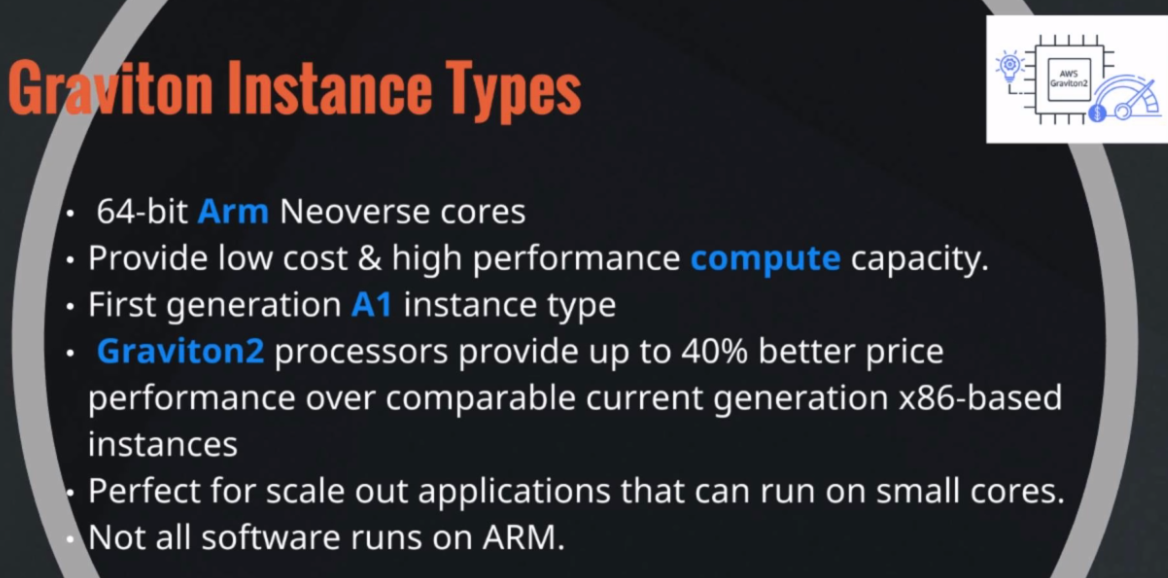 Graviton Instance Types
AWS
Graviton2
• 64-bit Arm Neoverse cores
• Provide low cost & high performance compute capacity.
• First generation A1 instance type
• Graviton2 processors provide up to 40% better price
performance over comparable current generation x86-based
instances
• Perfect for scale out applications that can run on small cores.
• Not all software runs on ARM.